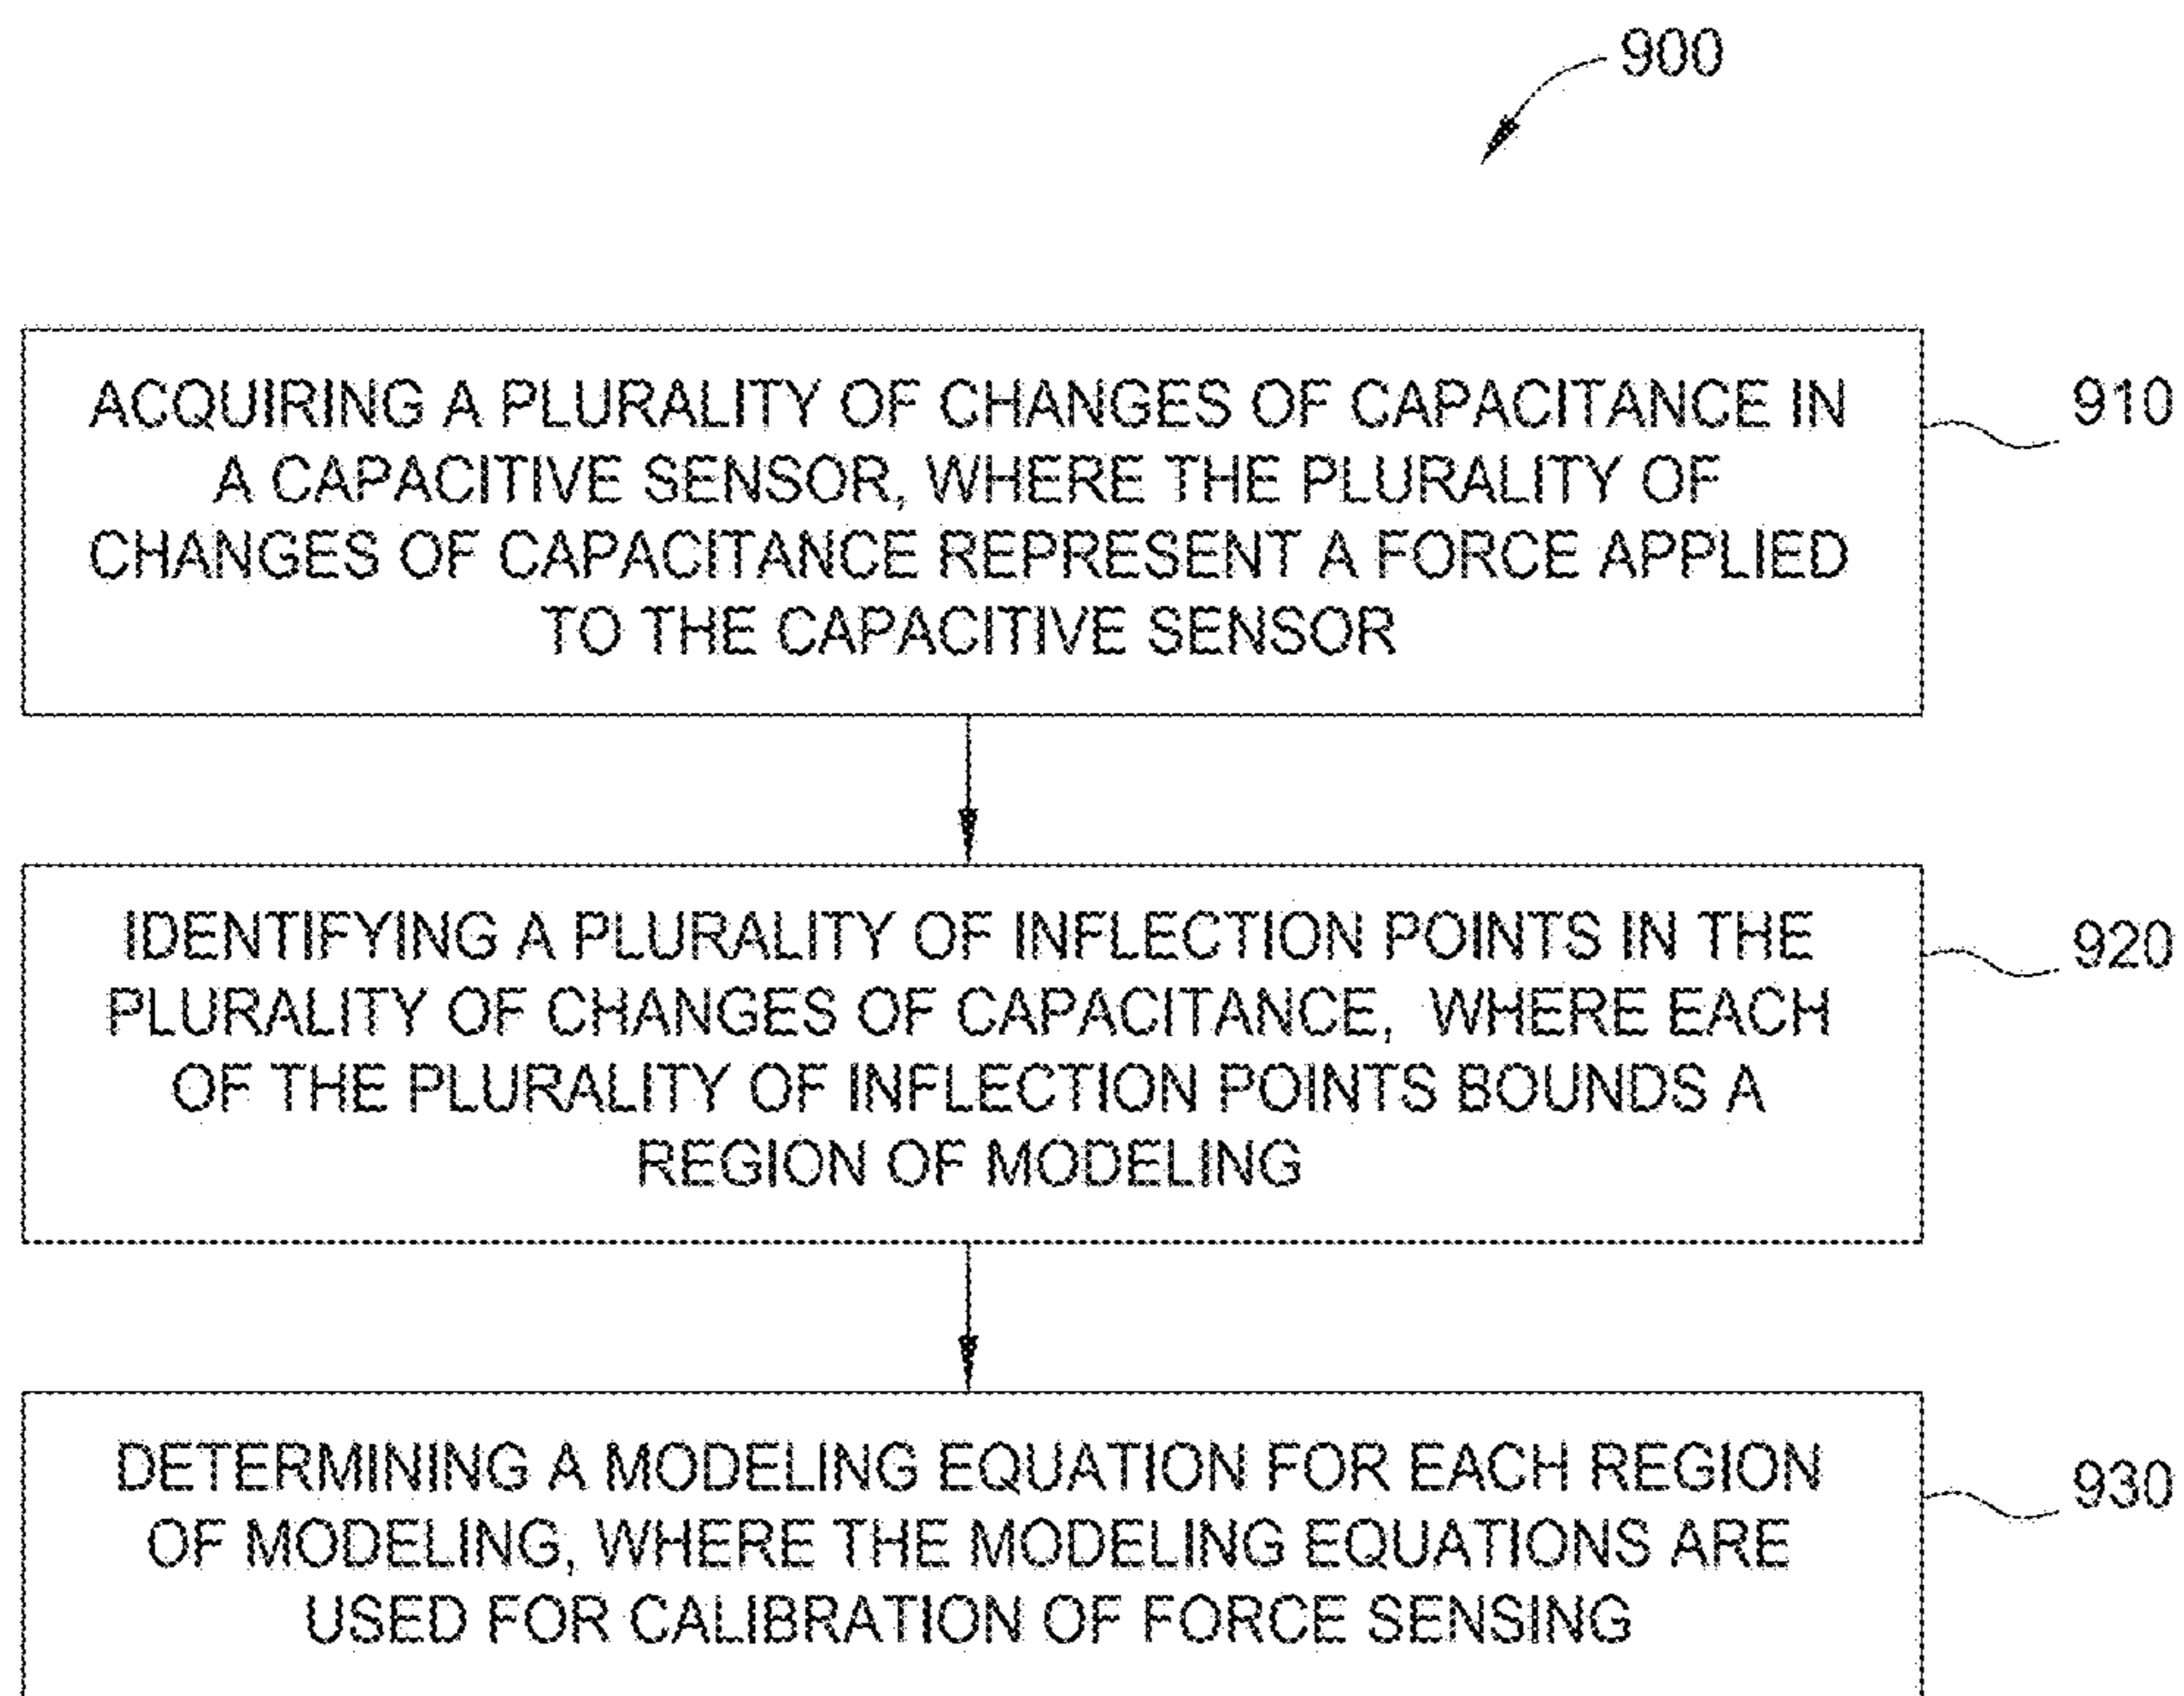 900
ACQUIRING A PLURALITY OF CHANGES OF CAPACITANCE IN
A CAPACITIVE SENSOR, WHERE THE PLURALITY OF
CHANGES OF CAPACITANCE REPRESENT A FORCE APPLIED
TO THE CAPACITIVE SENSOR
910
IDENTIFYING A PLURALITY OF INFLECTION POINTS IN THE
PLURALITY OF CHANGES OF CAPACITANCE, WHERE EACH
OF THE PLURALITY OF INFLECTION POINTS BOUNDS A
REGION OF MODELING
920
DETERMINING A MODELING EQUATION FOR EACH REGION
OF MODELING, WHERE THE MODELING EQUATIONS ARE
USED FOR CALIBRATION OF FORCE SENSING
930